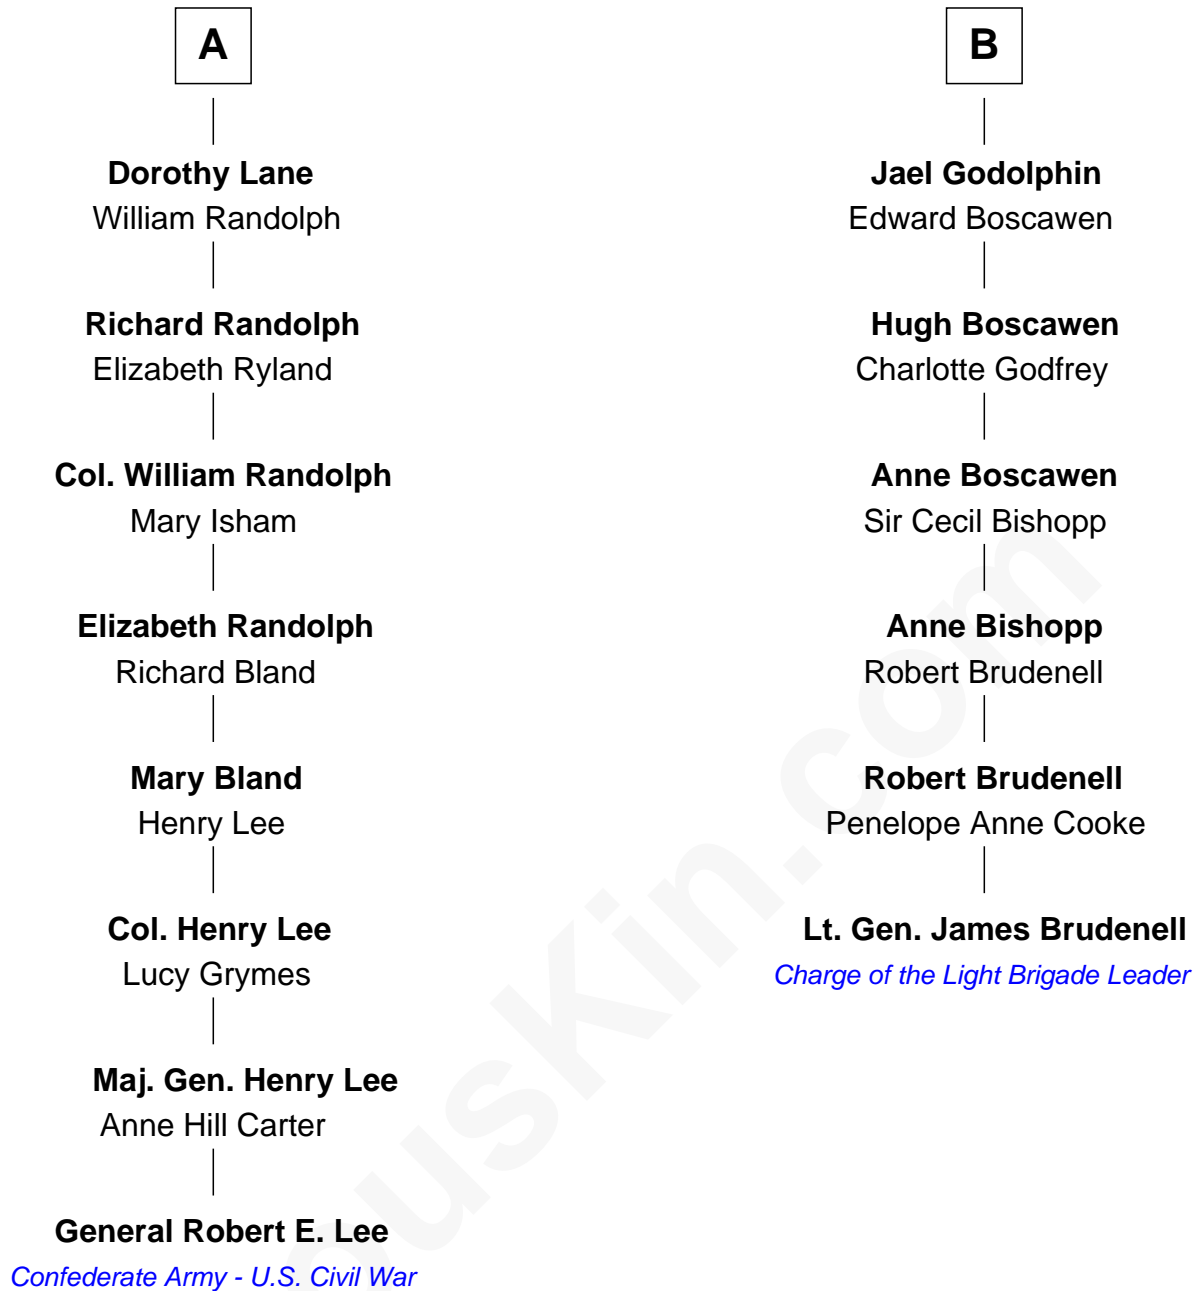 A
Dorothy Lane
William Randolph
Richard Randolph
Elizabeth Ryland
Col. William Randolph
Mary Isham
Elizabeth Randolph
Richard Bland
Mary Bland
Henry Lee
Col. Henry Lee
Lucy Grymes
Maj. Gen. Henry Lee
Anne Hill Carter
General Robert E. Lee
Confederate Army - U.S. Civil War
B
Jael Godolphin
Edward Boscawen
Hugh Boscawen
Charlotte Godfrey
Anne Boscawen
Sir Cecil Bishopp
Anne Bishopp
Robert Brudenell
Robert Brudenell
Penelope Anne Cooke
Lt. Gen. James Brudenell
Charge of the Light Brigade Leader
ousKin.com